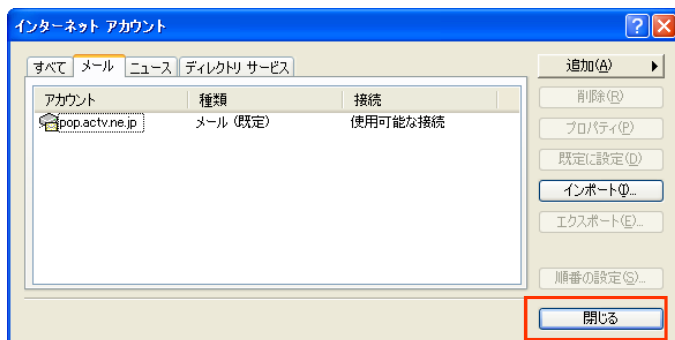 インターネット アカウント
すべて メール ニュース ディレクトリ サービス
追加(A)
アカウント 種類 接続
削除(R)
pop.actv.ne.jp メール (既定) 使用可能な接続
プロパティ(P)
既定に設定(D)
インポート(I)...
エクスポート(E)...
順番の設定(S)...
閉じる